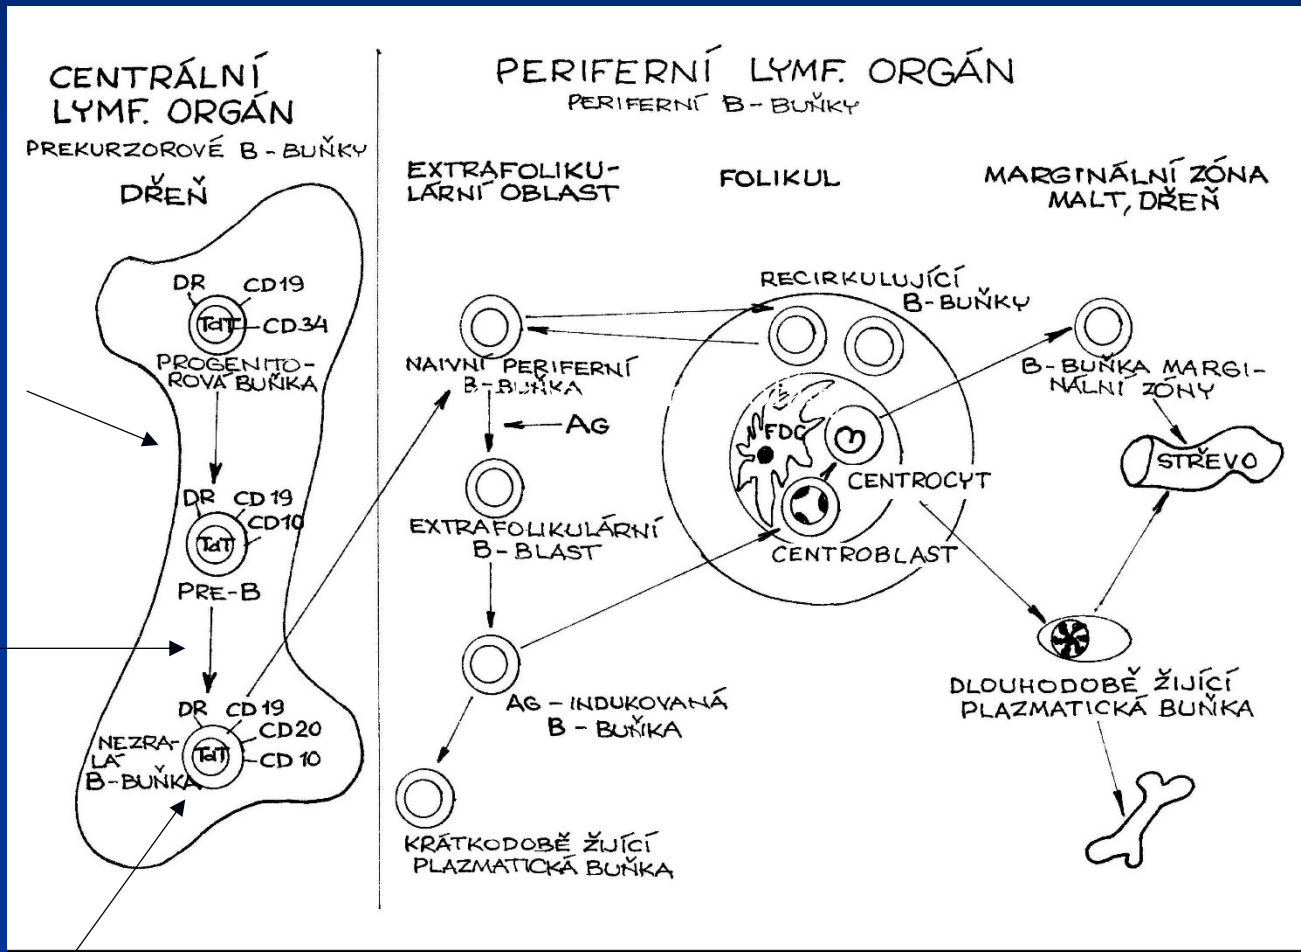 CENTRÁLNÍ
LYMF. ORGÁN
PREKURZOROVÉ B-BUŇKY
DŘEŇ
DR
CD19
TdT
CD34
PROGENITO-
ROVÁ BUŇKA
DR
CD19
CD10
TdT
PRE-B
DR
CD19
CD20
TdT
CD10
NEZRA-
LÁ
B-BUŇKA
PERIFERNÍ LYMF. ORGÁN
PERIFERNÍ B-BUŇKY
EXTRAFOLIKU-
LÁRNÍ OBLAST
NAIVNÍ PERIFERNÍ
B-BUŇKA
AG
EXTRAFOLIKULÁRNÍ
B-BLAST
AG-INDUKOVANÁ
B-BUŇKA
KRÁTKODOBĚ ŽIJÍCÍ
PLAZMATICKÁ BUŇKA
FOLIKUL
RECIRKULUJÍCÍ
B-BUŇKY
FDC
CENTROCYT
CENTROBLAST
MARGINÁLNÍ ZÓNA
MALT, DŘEŇ
B-BUŇKA MARGI-
NÁLNÍ ZÓNY
STŘEVO
DLOUHODOBĚ ŽIJÍCÍ
PLAZMATICKÁ BUŇKA